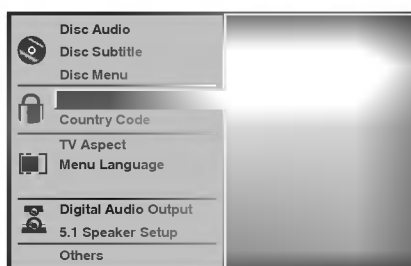 Disc Audio
Disc Subtitle
Disc Menu
Country Code
TV Aspect
Menu Language
Digital Audio Output
5.1 Speaker Setup
Others